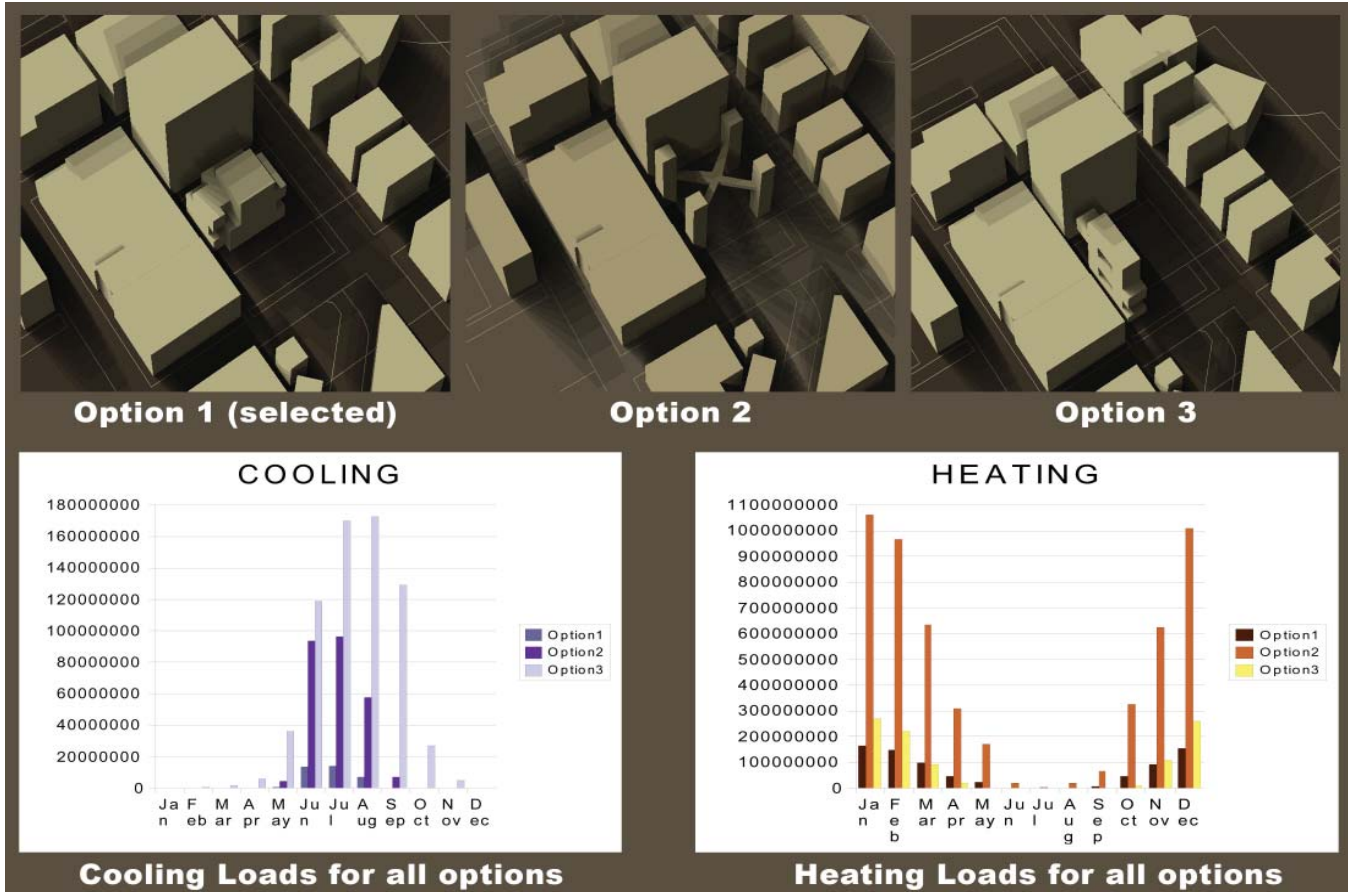 Option 1 (selected)
Option 2
Option 3
COOLING
180000000
160000000
140000000
120000000
100000000
80000000
60000000
40000000
20000000
0
Ja
n
F
eb
M
ar
A
pr
M
ay
Ju
n
Ju
l
A
ug
S
ep
O
ct
N
ov
D
ec
Option1
Option2
Option3
Cooling Loads for all options
HEATING
1100000000
1000000000
900000000
800000000
700000000
600000000
500000000
400000000
300000000
200000000
100000000
0
Ja
n
F
e
b
M
ar
A
pr
M
ay
Ju
n
Ju
l
A
u
g
S
e
p
O
ct
N
ov
D
ec
Option1
Option2
Option3
Heating Loads for all options